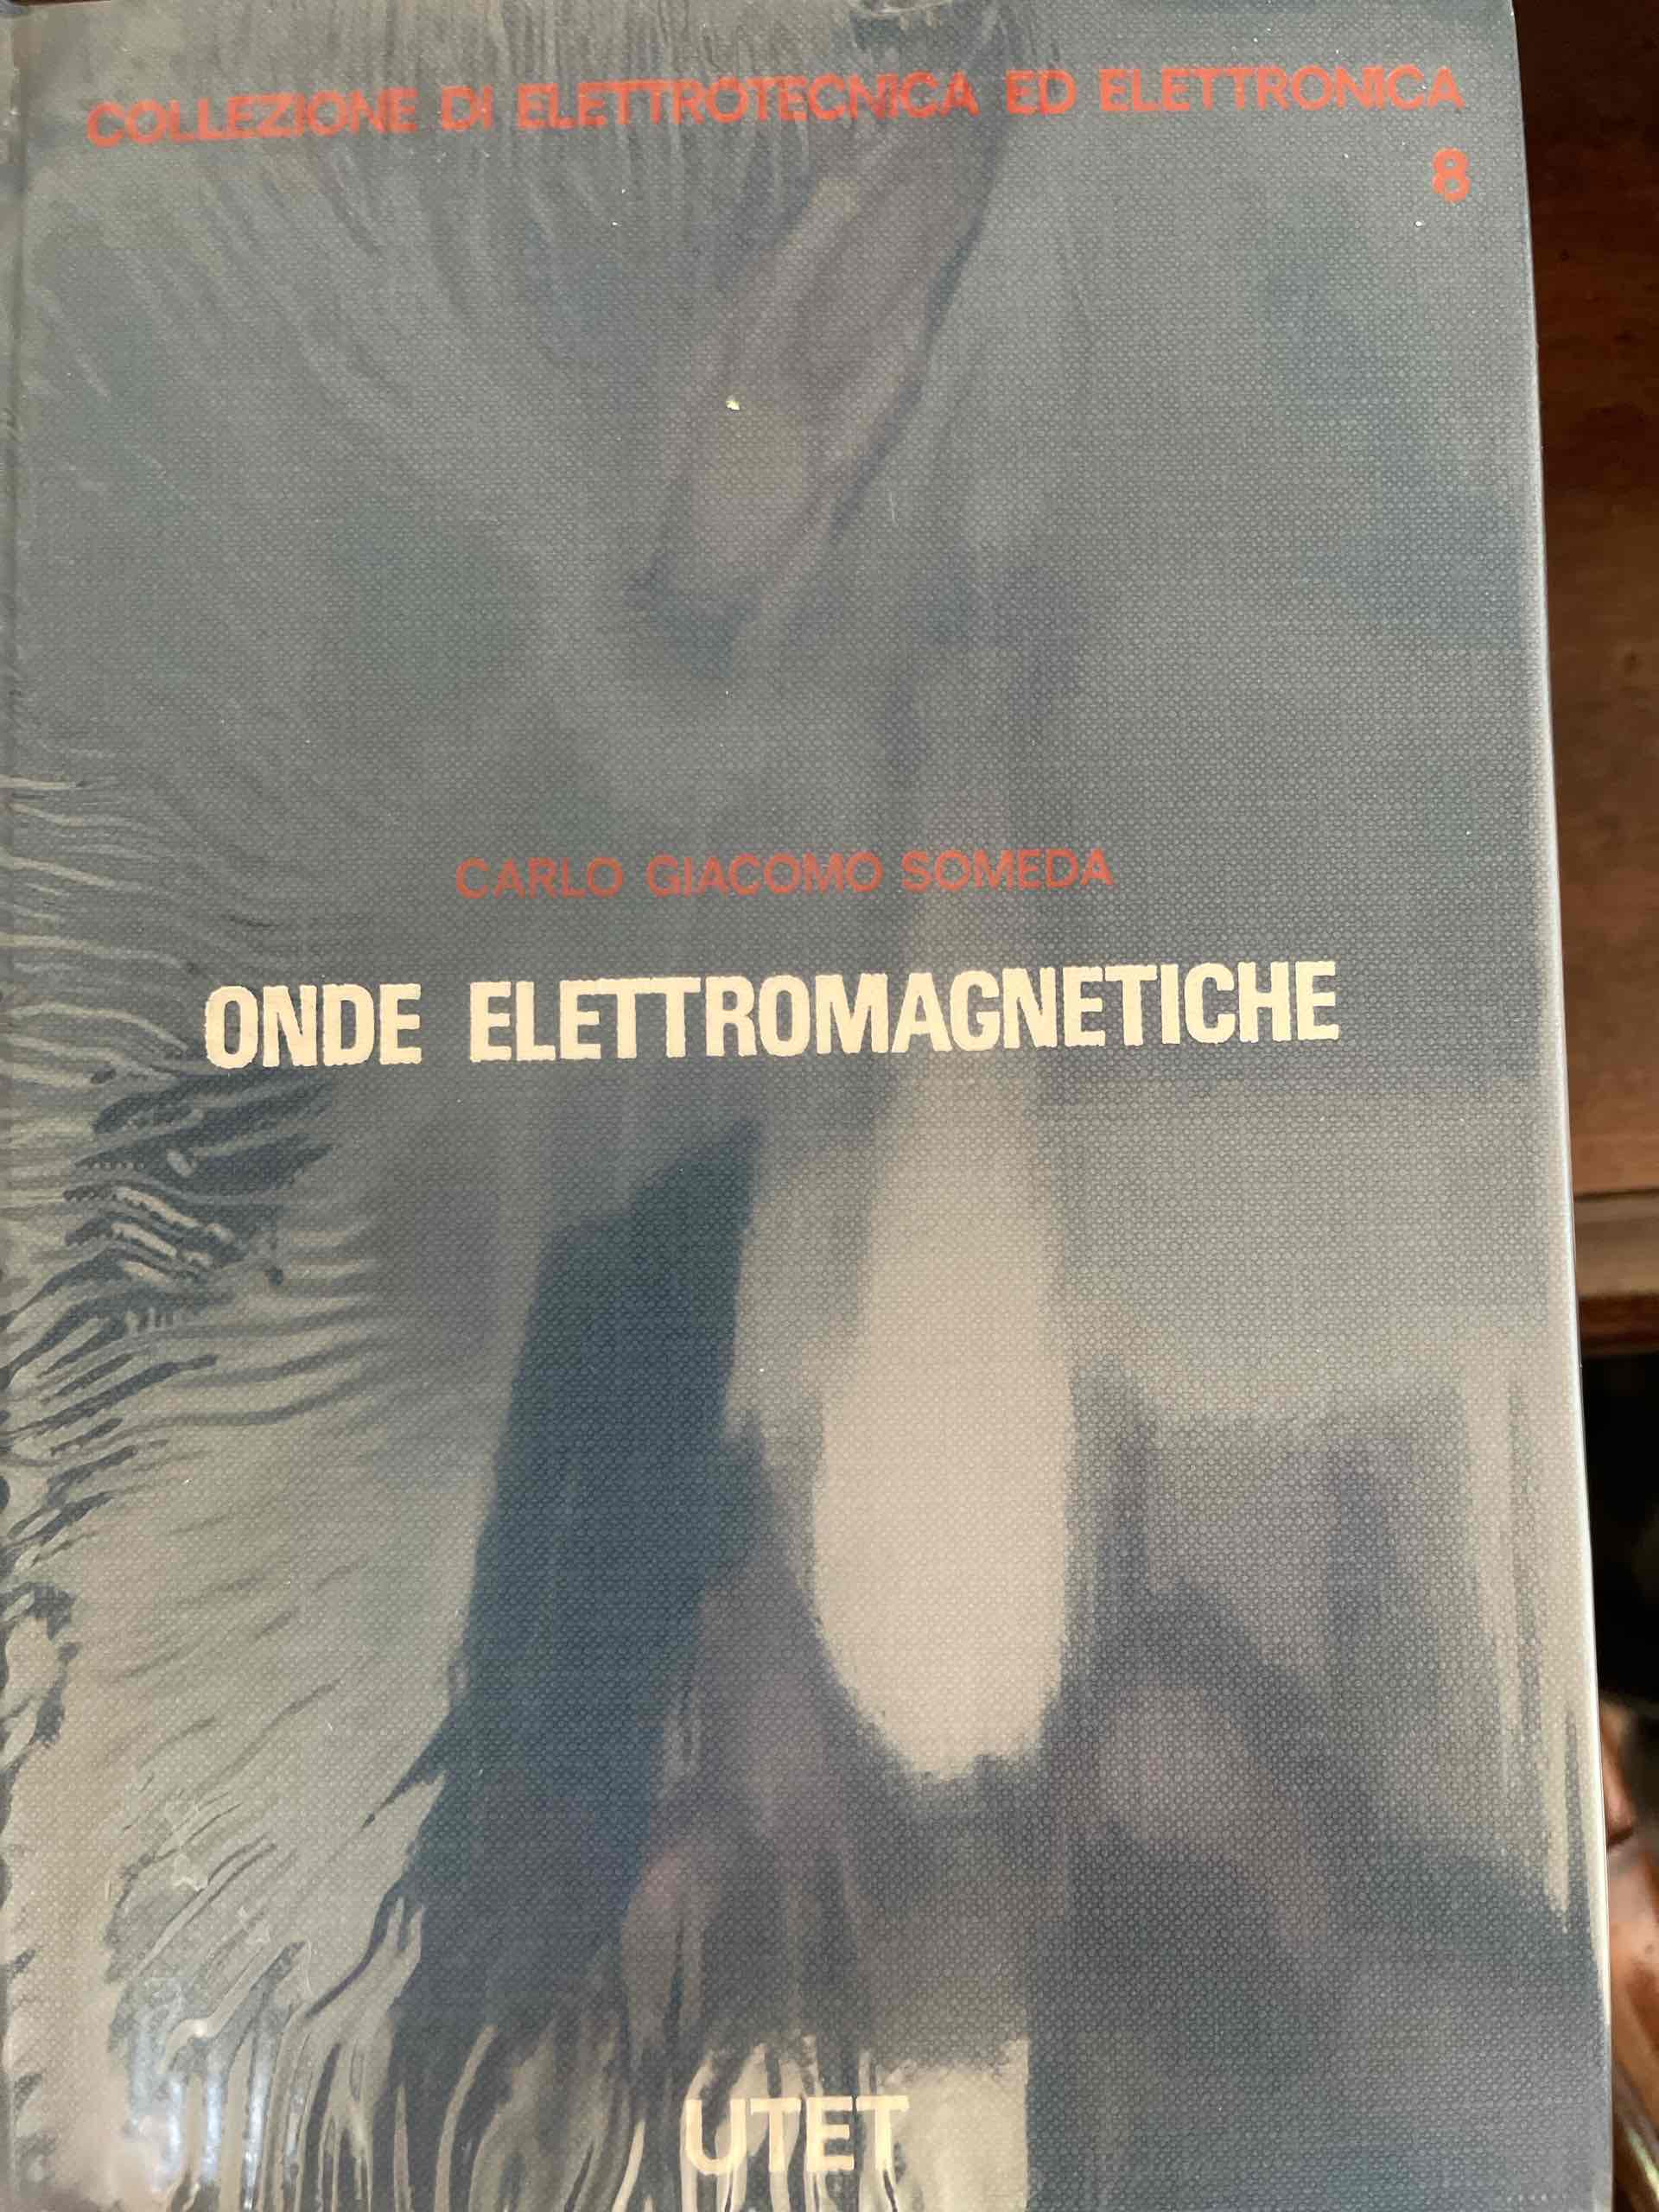 COLLEZIONE DI ELETTROTECNICA ED ELETTRONICA
8
CARLO GIACOMO SOMEDA
ONDE ELETTROMAGNETICHE
UTET